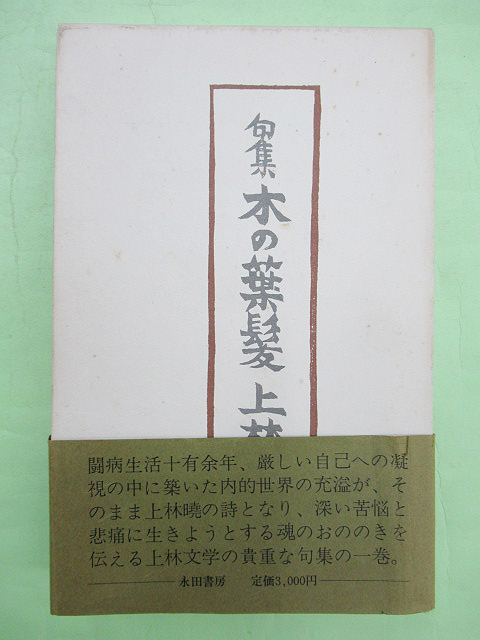 句集 木の葉髪 上林
闘病生活十有余年、厳しい自己への凝
視の中に築いた内的世界の充溢が、そ
のまま上林曉の詩となり、深い苦悩と
悲痛に生きようとする魂のおののきを
伝える上林文学の貴重な句集の一巻。
永田書房 定価3,000円